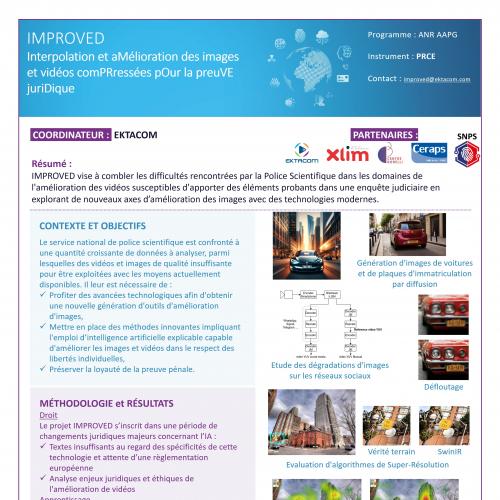 IMPROVED
Interpolation et aMélioration des images
et vidéos comPRressées pOur la preuVE
juriDique
Programme : ANR AAPG
Instrument : PRCE
Contact : improved@ektacom.com
COORDINATEUR : EKTACOM
PARTENAIRES :
SNPS
EKTACOM
xlim
Ceraps
Résumé :
IMPROVED vise à combler les difficultés rencontrées par la Police Scientifique dans les domaines de
l'amélioration des vidéos susceptibles d'apporter des éléments probants dans une enquête judiciaire en
explorant de nouveaux axes d'amélioration des images avec des technologies modernes.
CONTEXTE ET OBJECTIFS
Le service national de police scientifique est confronté à
une quantité croissante de données à analyser, parmi
lesquelles des vidéos et images de qualité insuffisante
pour être exploitées avec les moyens actuellement
disponibles. Il leur est nécessaire de :
✓ Profiter des avancées technologiques afin d'obtenir
une nouvelle génération d'outils d'amélioration
d'images,
✓ Mettre en place des méthodes innovantes impliquant
l'emploi d'intelligence artificielle explicable capable
d'améliorer les images et vidéos dans le respect des
libertés individuelles,
✓ Préserver la loyauté de la preuve pénale.
MÉTHODOLOGIE et RÉSULTATS
Droit
Le projet IMPROVED s'inscrit dans une période de
changements juridiques majeurs concernant l'IA :
✓ Textes insuffisants au regard des spécificités de cette
technologie et attente d'une règlementation
européenne
✓ Analyse enjeux juridiques et éthiques de
l'amélioration de vidéos
Apprentissage
Génération d'images de voitures
et de plaques d'immatriculation
par diffusion
Etude des dégradations d'images
sur les réseaux sociaux
Défloutage
Vérité terrain
SwinIR
Evaluation d'algorithmes de Super-Résolution